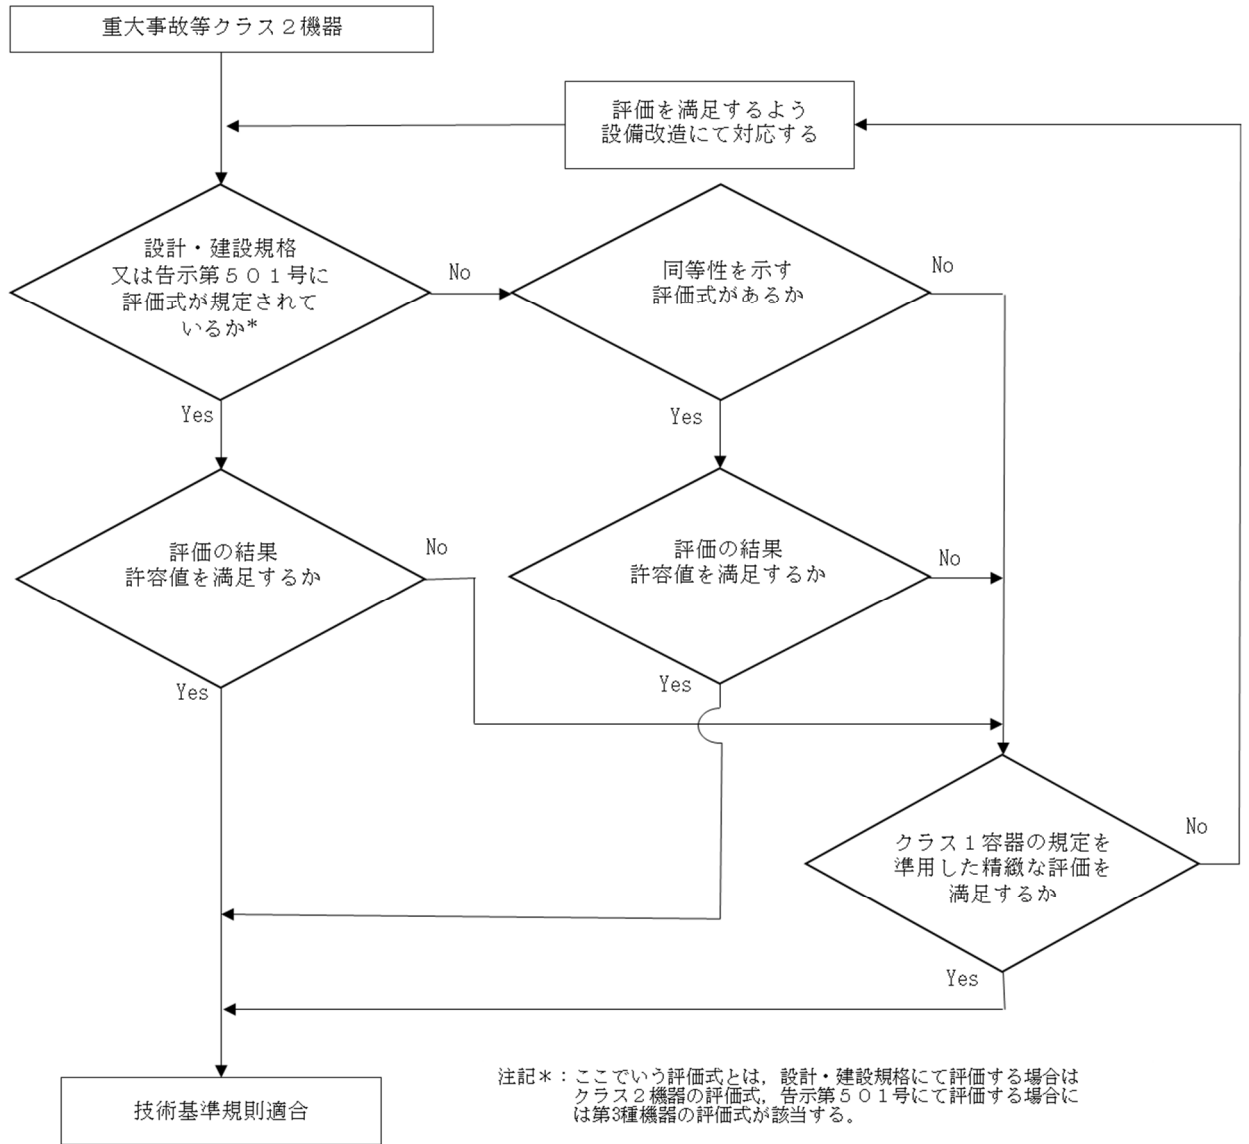 重大事故等クラス２機器
評価を満足するよう
設備改造にて対応する
設計・建設規格
又は告示第５０１号に
評価式が規定されて
いるか*
No
同等性を示す
評価式があるか
No
Yes
Yes
評価の結果
許容値を満足するか
No
評価の結果
許容値を満足するか
No
Yes
Yes
クラス１容器の規定を
準用した精緻な評価を
満足するか
No
Yes
技術基準規則適合
注記＊：ここでいう評価式とは，設計・建設規格にて評価する場合は
クラス２機器の評価式，告示第５０１号にて評価する場合に
は第3種機器の評価式が該当する。